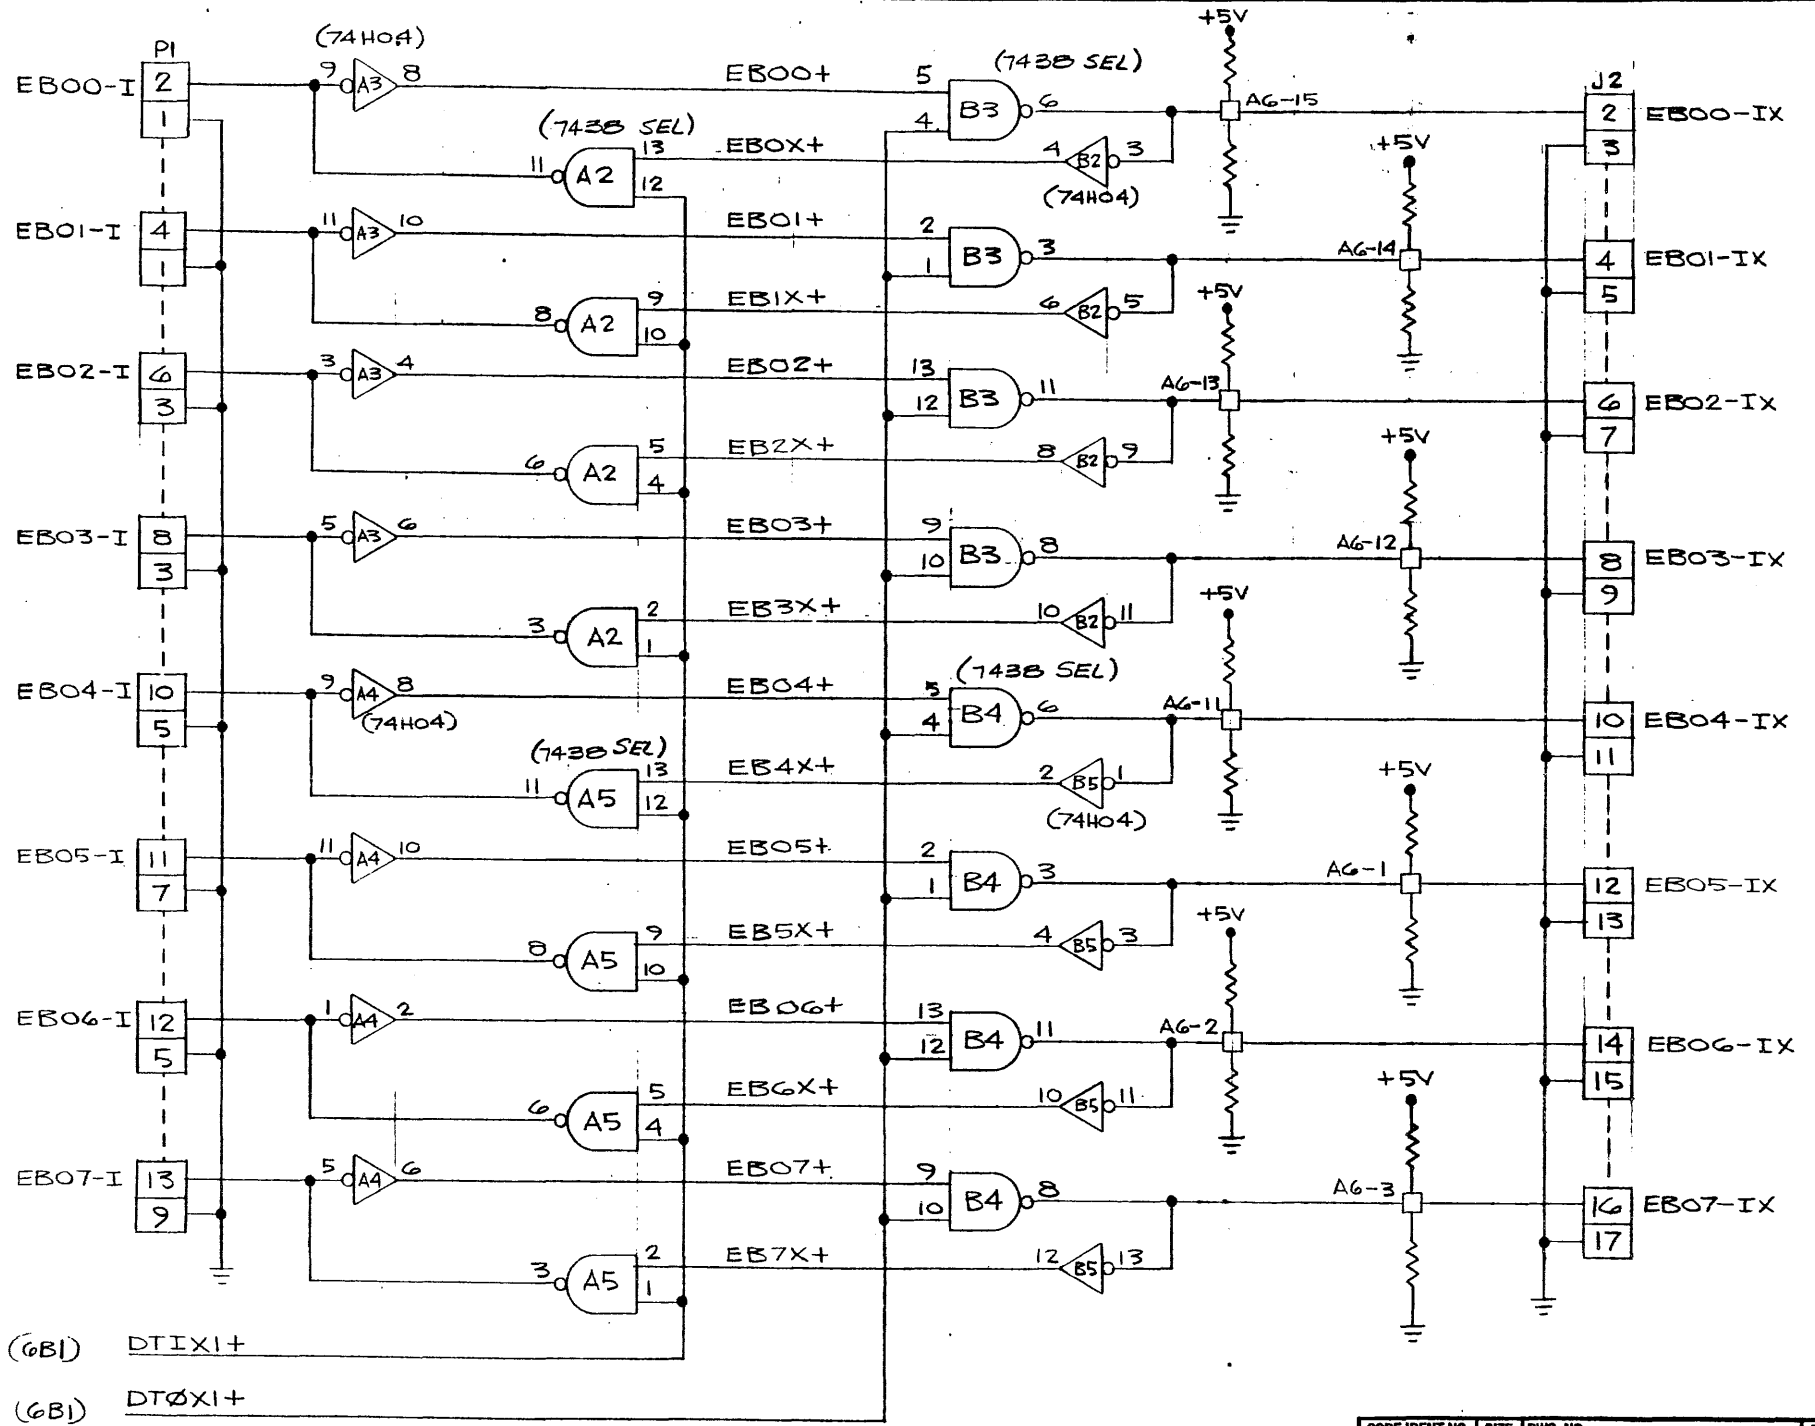 +5V
(74H04)
(7438 SEL)
P1
J2
EB00-I 2 9 A3 8 EB00+ 5 B3 6 A6-15 2 EB00-IX
1 4 3
(7438 SEL) +5V
11 A2 13 EB0X+ 4 B2 3
12 (74H04)
EB01-I 4 11 A3 10 EB01+ 2 B3 3 A6-14 4 EB01-IX
1 5
+5V
8 A2 9 EB1X+ 6 B2 5
10
EB02-I 6 3 A3 4 EB02+ 13 B3 11 A6-13 6 EB02-IX
3 12 7
+5V
6 A2 5 EB2X+ 8 B2 9
4
EB03-I 8 5 A3 6 EB03+ 9 B3 8 A6-12 8 EB03-IX
3 10 9
+5V
3 A2 2 EB3X+ 10 B2 11
1
(7438 SEL)
EB04-I 10 9 A4 8 EB04+ 5 B4 6 A6-11 10 EB04-IX
5 (74H04) 4 11
(7438 SEL) +5V
11 A5 13 EB4X+ 2 B5 1
12 (74H04)
EB05-I 11 11 A4 10 EB05+ 2 B4 3 A6-1 12 EB05-IX
7 1 13
+5V
8 A5 9 EB5X+ 4 B5 3
10
EB06-I 12 1 A4 2 EB06+ 13 B4 11 A6-2 14 EB06-IX
5 12 15
+5V
6 A5 5 EB6X+ 10 B5 11
4
EB07-I 13 5 A4 6 EB07+ 9 B4 8 A6-3 16 EB07-IX
9 10 17
3 A5 2 EB7X+ 12 B5 13
1
(6B1) DTIX1+
(6B1) DTØX1+